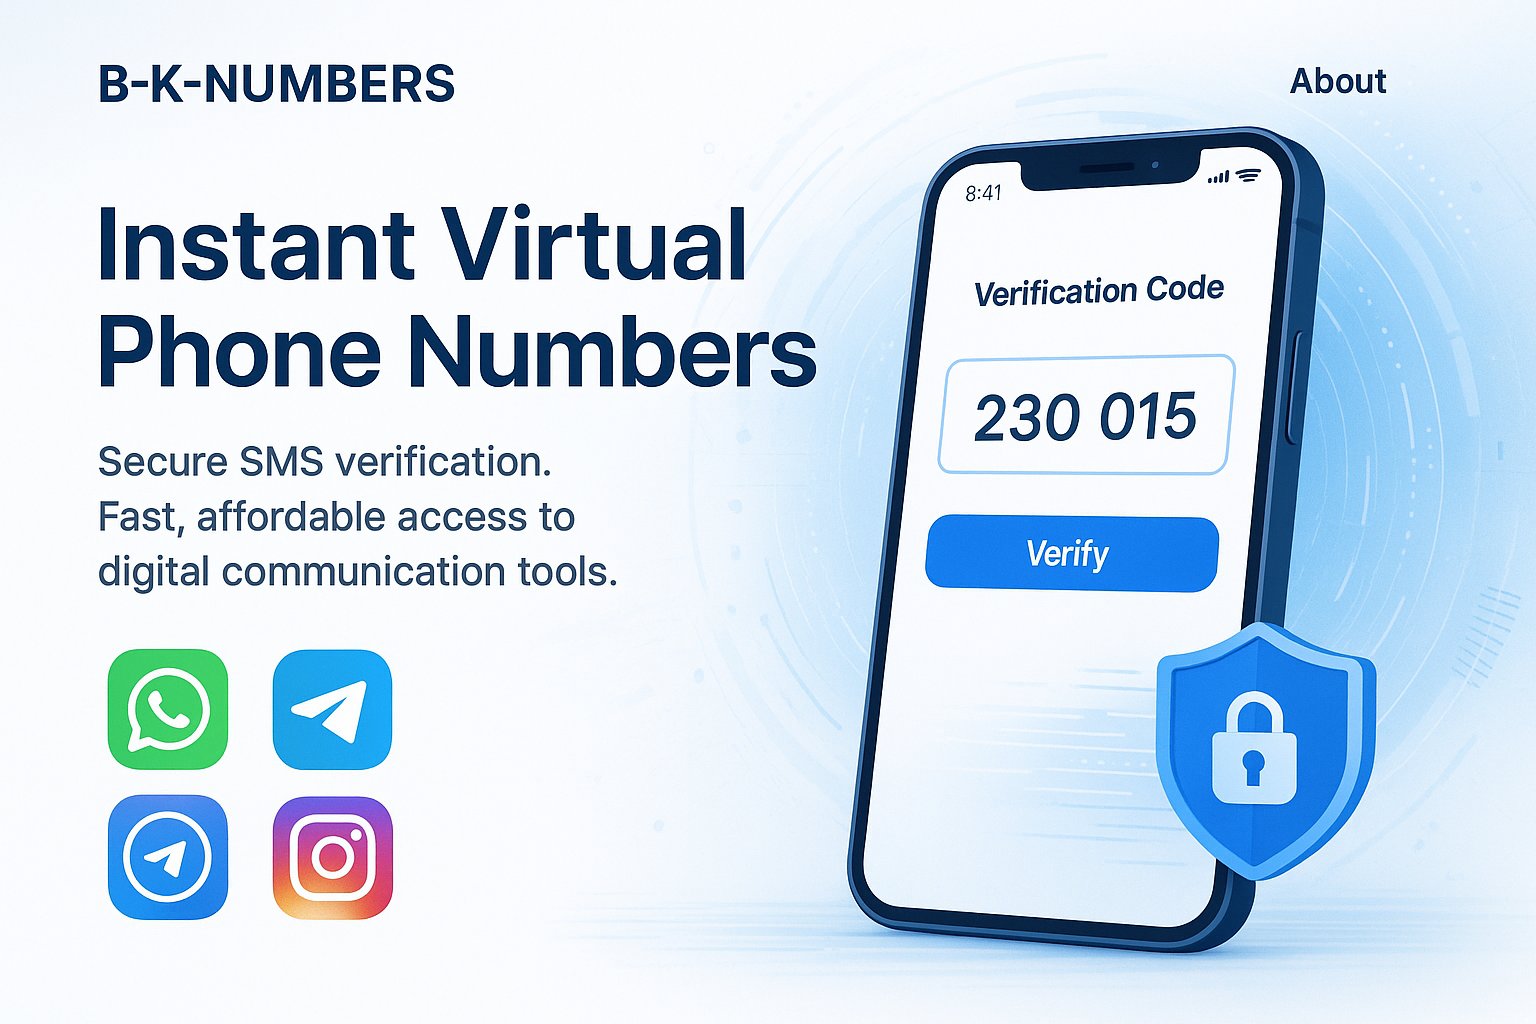 B-K-NUMBERS
About
Instant Virtual
Phone Numbers
Secure SMS verification.
Fast, affordable access to
digital communication tools.
8:41
Verification Code
230 015
Verify